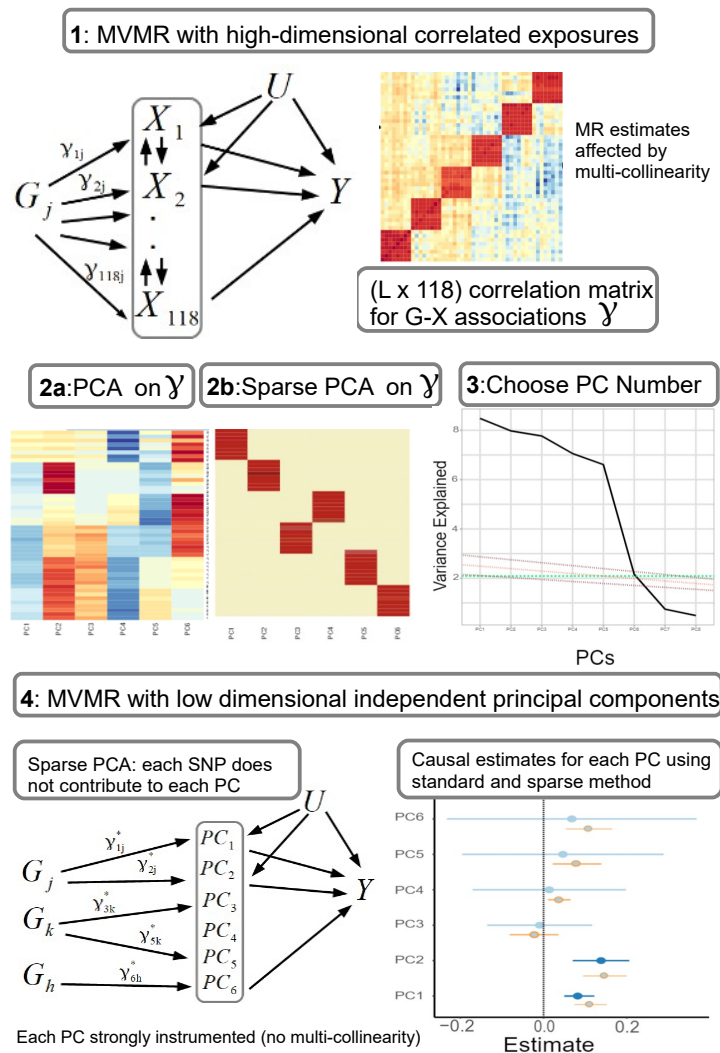 1: MVMR with high-dimensional correlated exposures
U
X1
γ1j
γ2j
Gj
X2
Y
.
.
γ118j
X118
MR estimates
affected by
multi-collinearity
(L x 118) correlation matrix
for G-X associations γ
2a:PCA on γ
2b:Sparse PCA on γ
3:Choose PC Number
PC1 PC2 PC3 PC4 PC5 PC6
PC1 PC2 PC3 PC4 PC5 PC6
Variance Explained
8
6
4
2
PC1 PC2 PC3 PC4 PC5 PC6 PC7 PC8
PCs
4: MVMR with low dimensional independent principal components
Sparse PCA: each SNP does
not contribute to each PC
U
γ*1j
γ*2j
Gj
γ*3k
Gk
γ*5k
γ*6h
Gh
PC1
PC2
PC3
PC4
PC5
PC6
Y
Each PC strongly instrumented (no multi-collinearity)
Causal estimates for each PC using
standard and sparse method
PC6
PC5
PC4
PC3
PC2
PC1
−0.2 0.0 0.2
Estimate